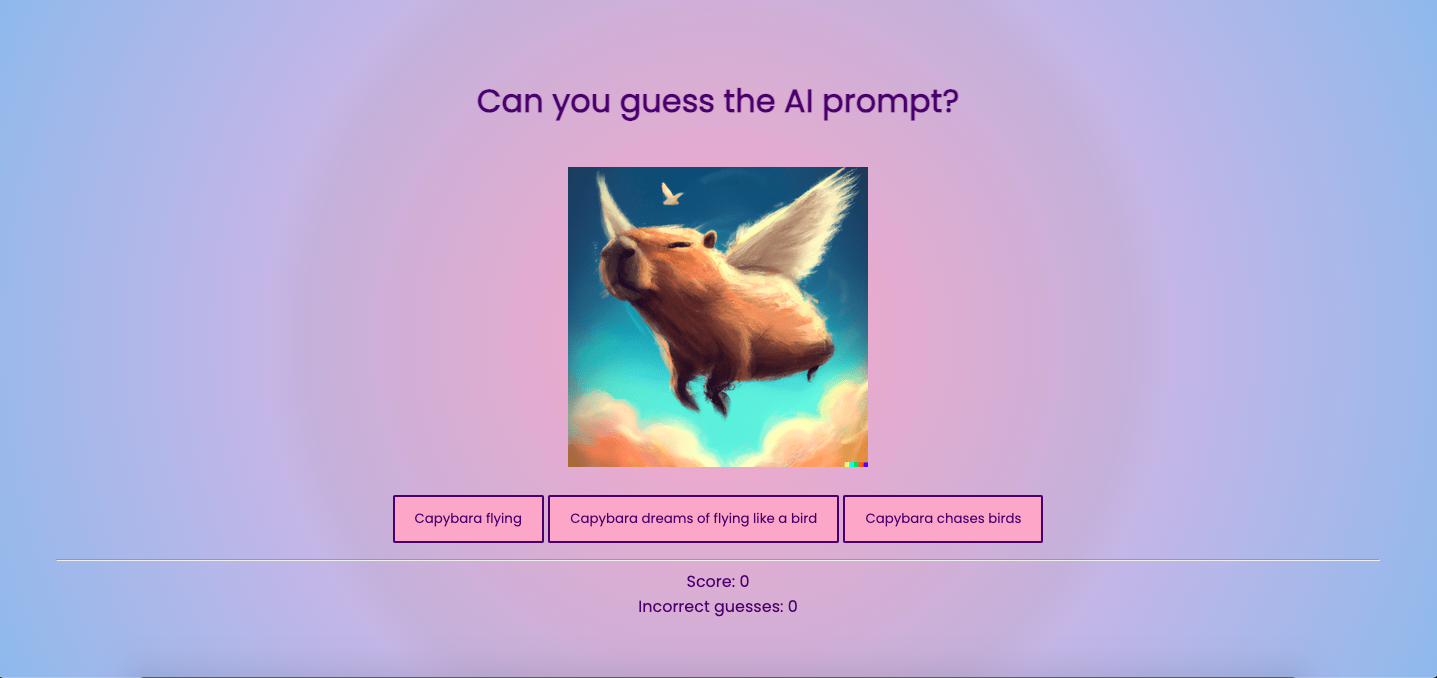 Can you guess the AI prompt?
Capybara flying
Capybara dreams of flying like a bird
Capybara chases birds
Score: 0
Incorrect guesses: 0